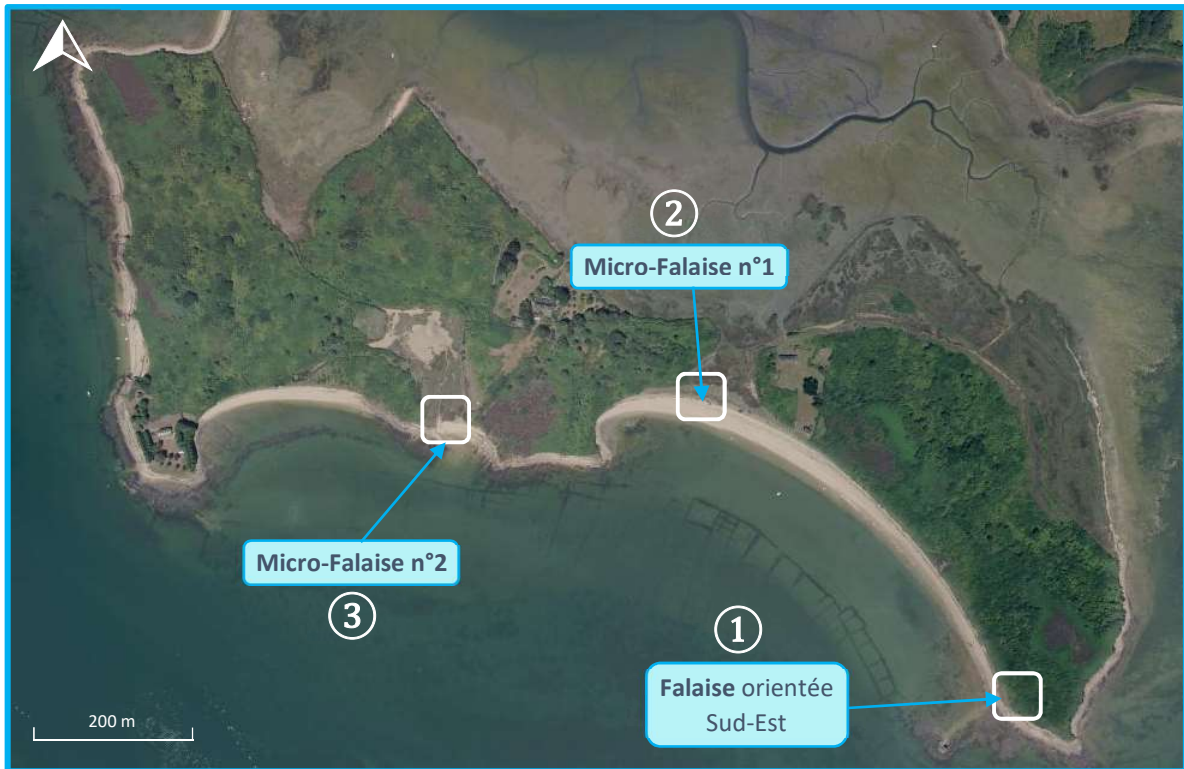 ②
Micro-Falaise n°1
Micro-Falaise n°2
③
①
Falaise orientée
Sud-Est
200 m